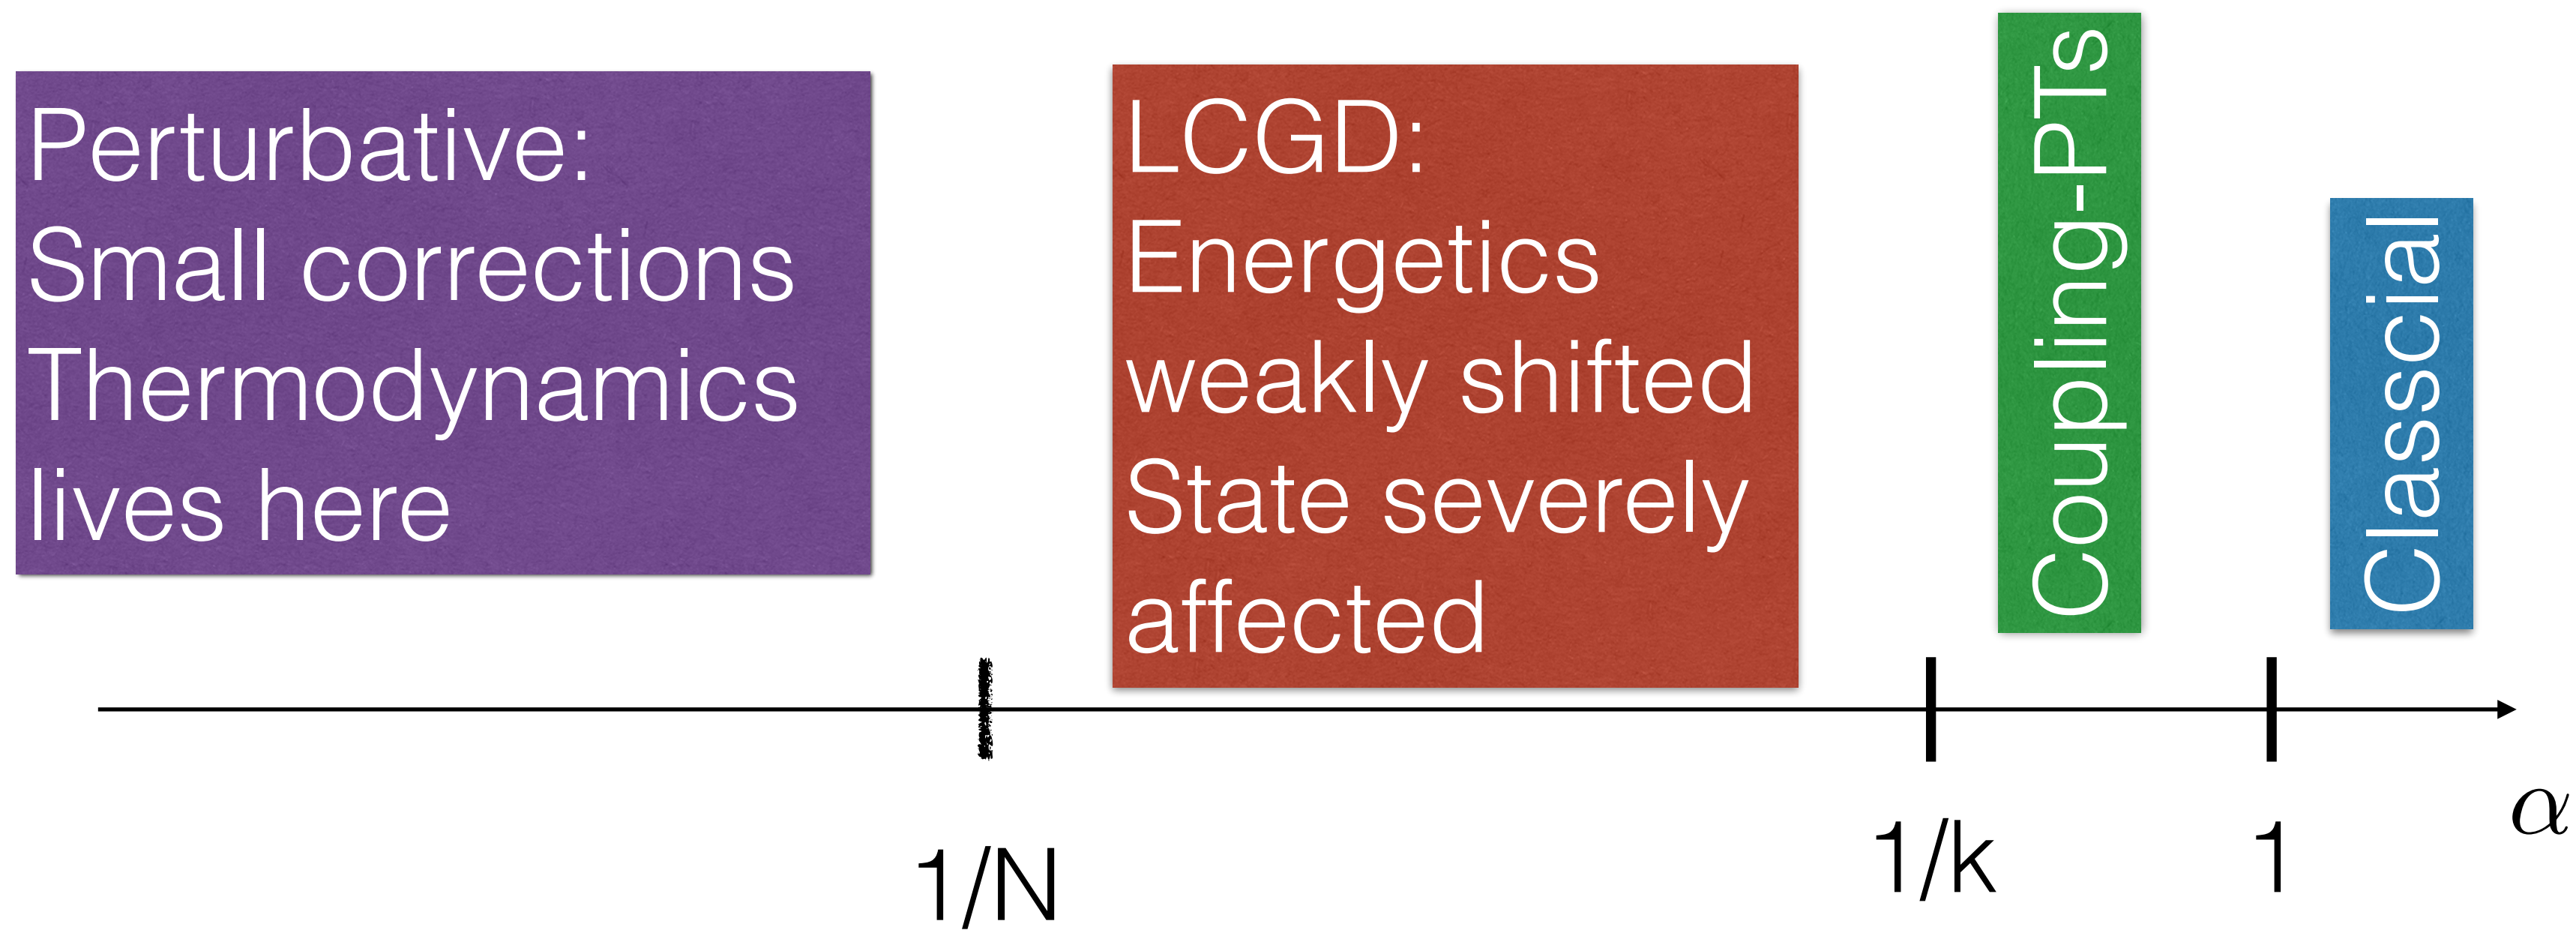 Perturbative:
Small corrections
Thermodynamics
lives here
LCGD:
Energetics
weakly shifted
State severely
affected
Coupling-PTs
Classcial
1/N
1/k
1
α